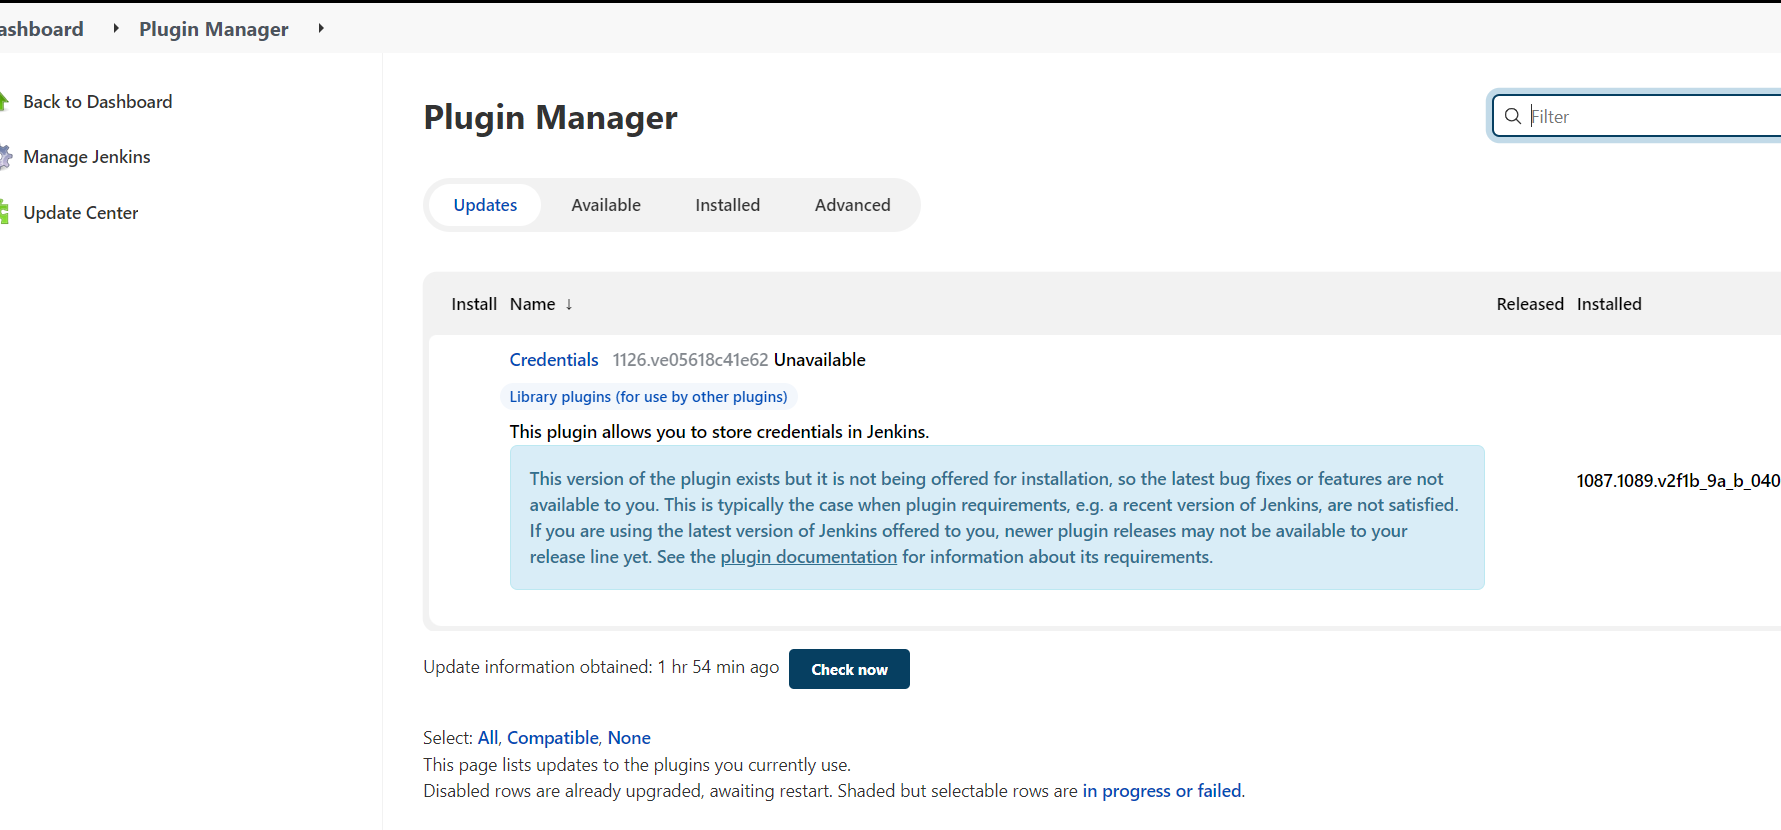 ashboard Plugin Manager
Back to Dashboard
Manage Jenkins
Update Center
Plugin Manager
Filter
Updates Available Installed Advanced
Install Name ↓ Released Installed
Credentials 1126.ve05618c41e62 Unavailable
Library plugins (for use by other plugins)
This plugin allows you to store credentials in Jenkins.
This version of the plugin exists but it is not being offered for installation, so the latest bug fixes or features are not
available to you. This is typically the case when plugin requirements, e.g. a recent version of Jenkins, are not satisfied.
If you are using the latest version of Jenkins offered to you, newer plugin releases may not be available to your
release line yet. See the plugin documentation for information about its requirements.
1087.1089.v2f1b_9a_b_040
Update information obtained: 1 hr 54 min ago Check now
Select: All, Compatible, None
This page lists updates to the plugins you currently use.
Disabled rows are already upgraded, awaiting restart. Shaded but selectable rows are in progress or failed.